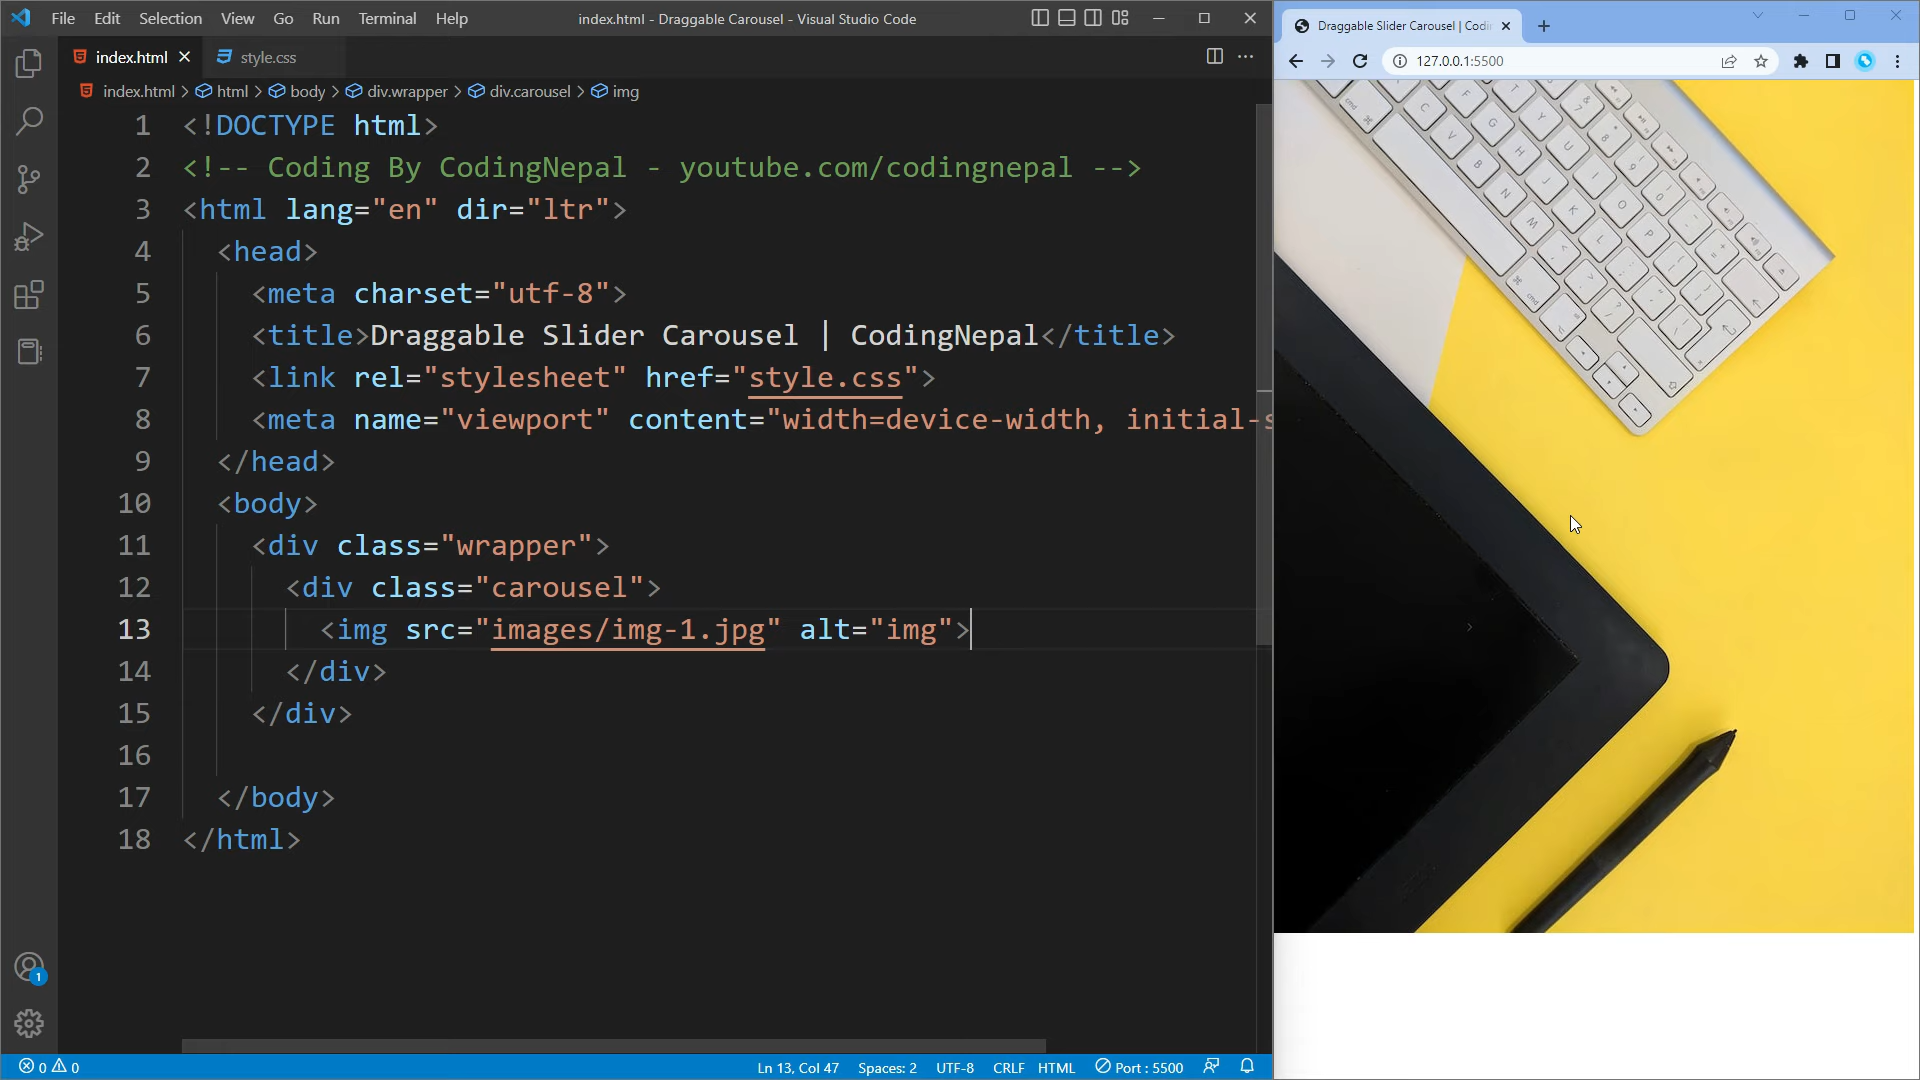 File Edit Selection View Go Run Terminal Help
index.html - Draggable Carousel - Visual Studio Code
index.html
style.css
index.html > html > body > div.wrapper > div.carousel > img
1 <!DOCTYPE html>
2 <!-- Coding By CodingNepal - youtube.com/codingnepal -->
3 <html lang="en" dir="ltr">
4 <head>
5 <meta charset="utf-8">
6 <title>Draggable Slider Carousel | CodingNepal</title>
7 <link rel="stylesheet" href="style.css">
8 <meta name="viewport" content="width=device-width, initial-s
9 </head>
10 <body>
11 <div class="wrapper">
12 <div class="carousel">
13 <img src="images/img-1.jpg" alt="img">
14 </div>
15 </div>
16
17 </body>
18 </html>
1
0 0
Ln 13, Col 47 Spaces: 2 UTF-8 CRLF HTML Port : 5500
Draggable Slider Carousel | Codi
127.0.0.1:5500
cmd C F T
V G Y
B H U
N J I
M K O
L P
cmd